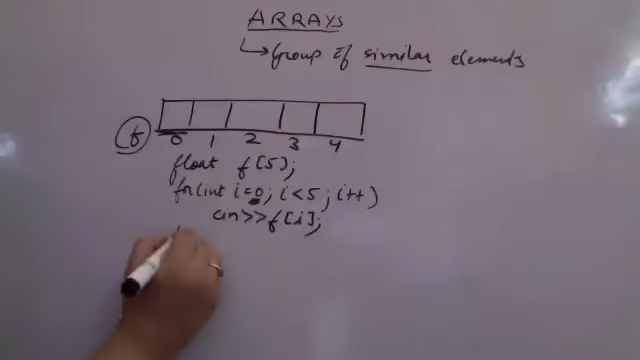 ARRAYS
↳ Group of similar elements
f
0 1 2 3 4
float f[5];
for(int i=0; i<5; i++)
cin>>f[i];